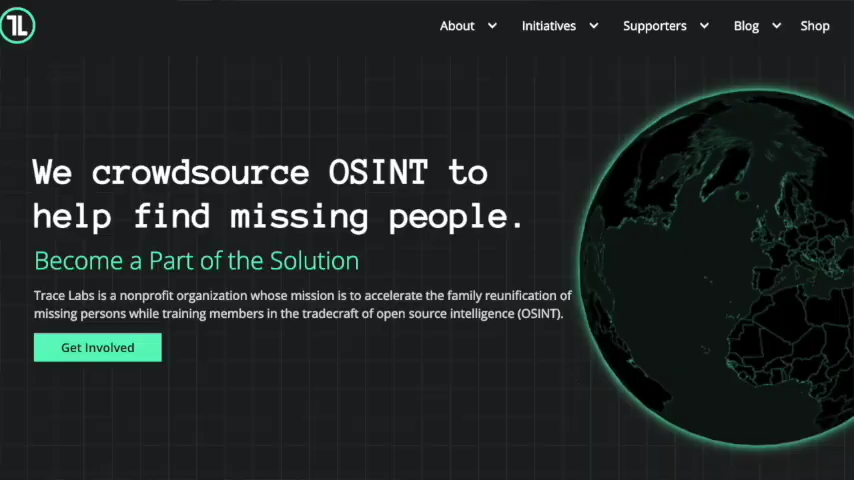 TL
About
Initiatives
Supporters
Blog
Shop
We crowdsource OSINT to
help find missing people.
Become a Part of the Solution
Trace Labs is a nonprofit organization whose mission is to accelerate the family reunification of
missing persons while training members in the tradecraft of open source intelligence (OSINT).
Get Involved